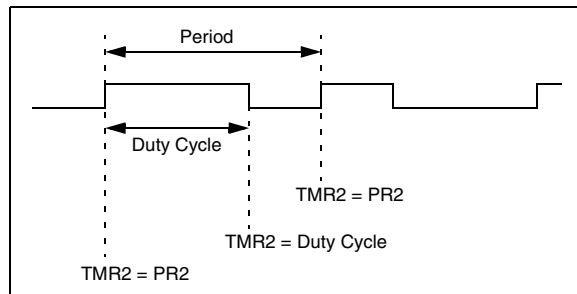 Period
Duty Cycle
TMR2 = PR2
TMR2 = Duty Cycle
TMR2 = PR2